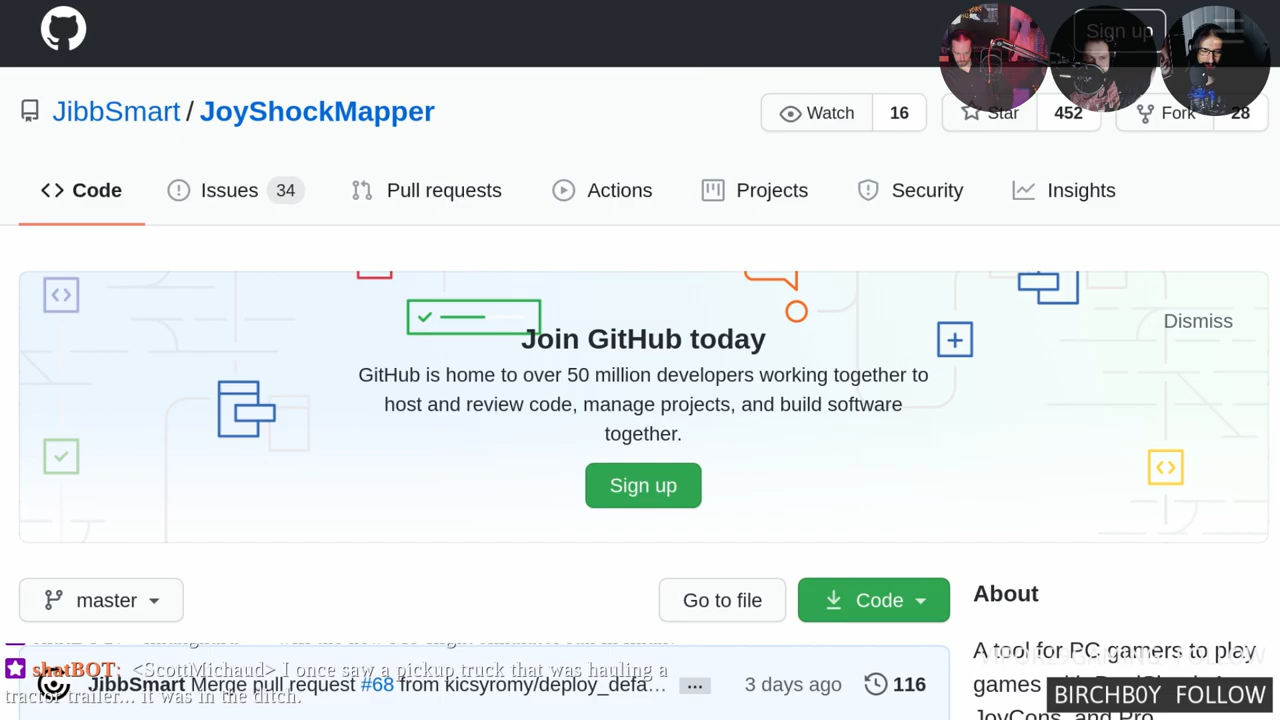 Sign up
JibbSmart / JoyShockMapper
Watch 16
Star 452
Fork 28
Code
Issues 34
Pull requests
Actions
Projects
Security
Insights
Join GitHub today
Dismiss
GitHub is home to over 50 million developers working together to
host and review code, manage projects, and build software
together.
Sign up
master
Go to file
Code
About
A tool for PC gamers to play
games
JoyCons, and Pro
shatBOT: <ScottMichaud> I once saw a pickup truck that was hauling a
tractor trailer... it was in the ditch.
JibbSmart Merge pull request #68 from kicsyromy/deploy_defa… ... 3 days ago 116
BIRCHB0Y FOLLOW